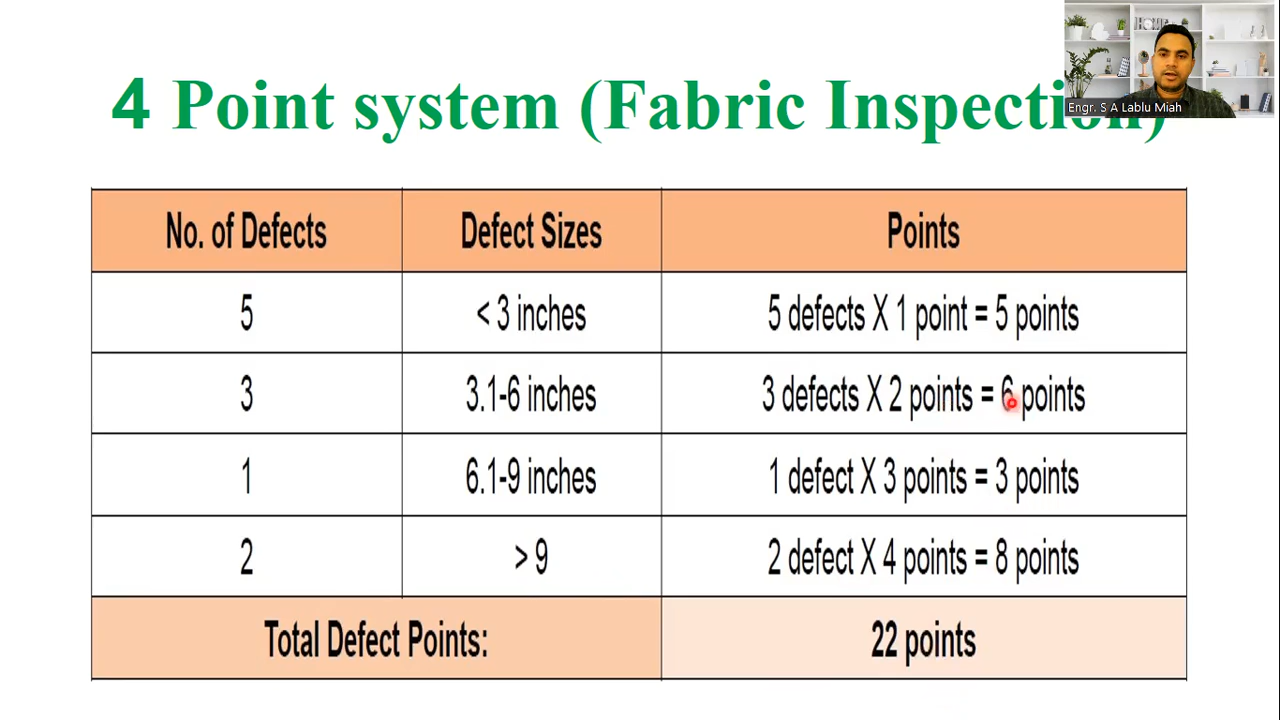 4 Point system (Fabric Inspection)
Engr. S A Lablu Miah
No. of Defects Defect Sizes Points
5 < 3 inches 5 defects X 1 point = 5 points
3 3.1-6 inches 3 defects X 2 points = 6 points
1 6.1-9 inches 1 defect X 3 points = 3 points
2 > 9 2 defect X 4 points = 8 points
Total Defect Points: 22 points